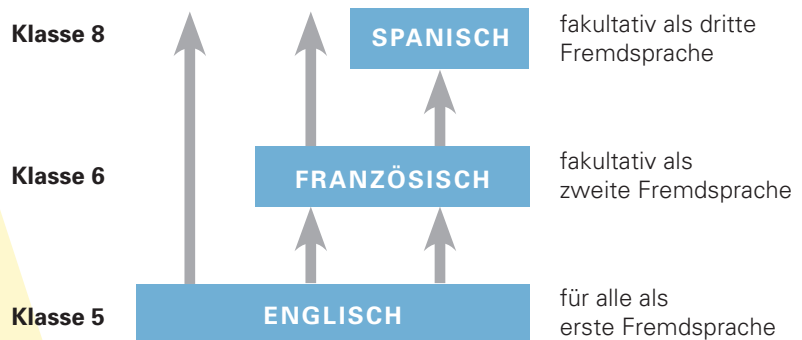 Klasse 8
SPANISCH
fakultativ als dritte
Fremdsprache
Klasse 6
FRANZÖSISCH
fakultativ als
zweite Fremdsprache
Klasse 5
ENGLISCH
für alle als
erste Fremdsprache